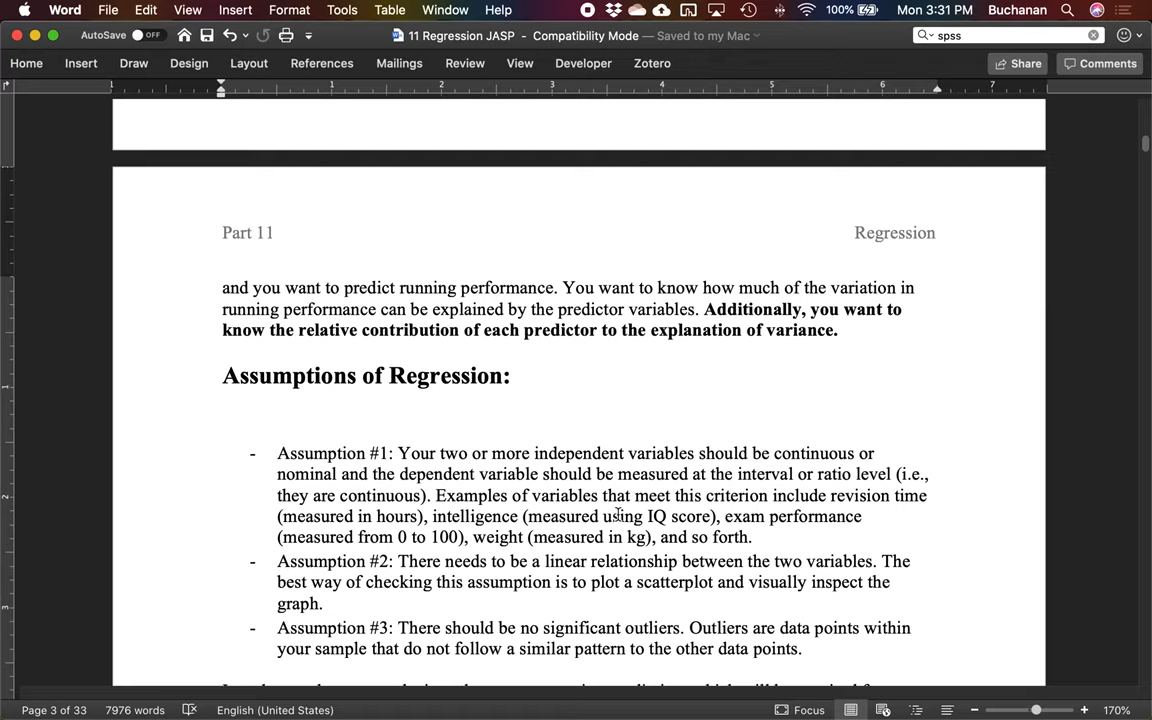 Word File Edit View Insert Format Tools Table Window Help 100% Mon 3:31 PM Buchanan
AutoSave OFF 11 Regression JASP - Compatibility Mode — Saved to my Mac spss
Home Insert Draw Design Layout References Mailings Review View Developer Zotero Share Comments
1 1 2 3 4 5 6 7
Part 11 Regression
and you want to predict running performance. You want to know how much of the variation in
running performance can be explained by the predictor variables. Additionally, you want to
know the relative contribution of each predictor to the explanation of variance.
Assumptions of Regression:
- Assumption #1: Your two or more independent variables should be continuous or
nominal and the dependent variable should be measured at the interval or ratio level (i.e.,
they are continuous). Examples of variables that meet this criterion include revision time
(measured in hours), intelligence (measured using IQ score), exam performance
(measured from 0 to 100), weight (measured in kg), and so forth.
- Assumption #2: There needs to be a linear relationship between the two variables. The
best way of checking this assumption is to plot a scatterplot and visually inspect the
graph.
- Assumption #3: There should be no significant outliers. Outliers are data points within
your sample that do not follow a similar pattern to the other data points.
Page 3 of 33 7976 words English (United States) Focus 170%